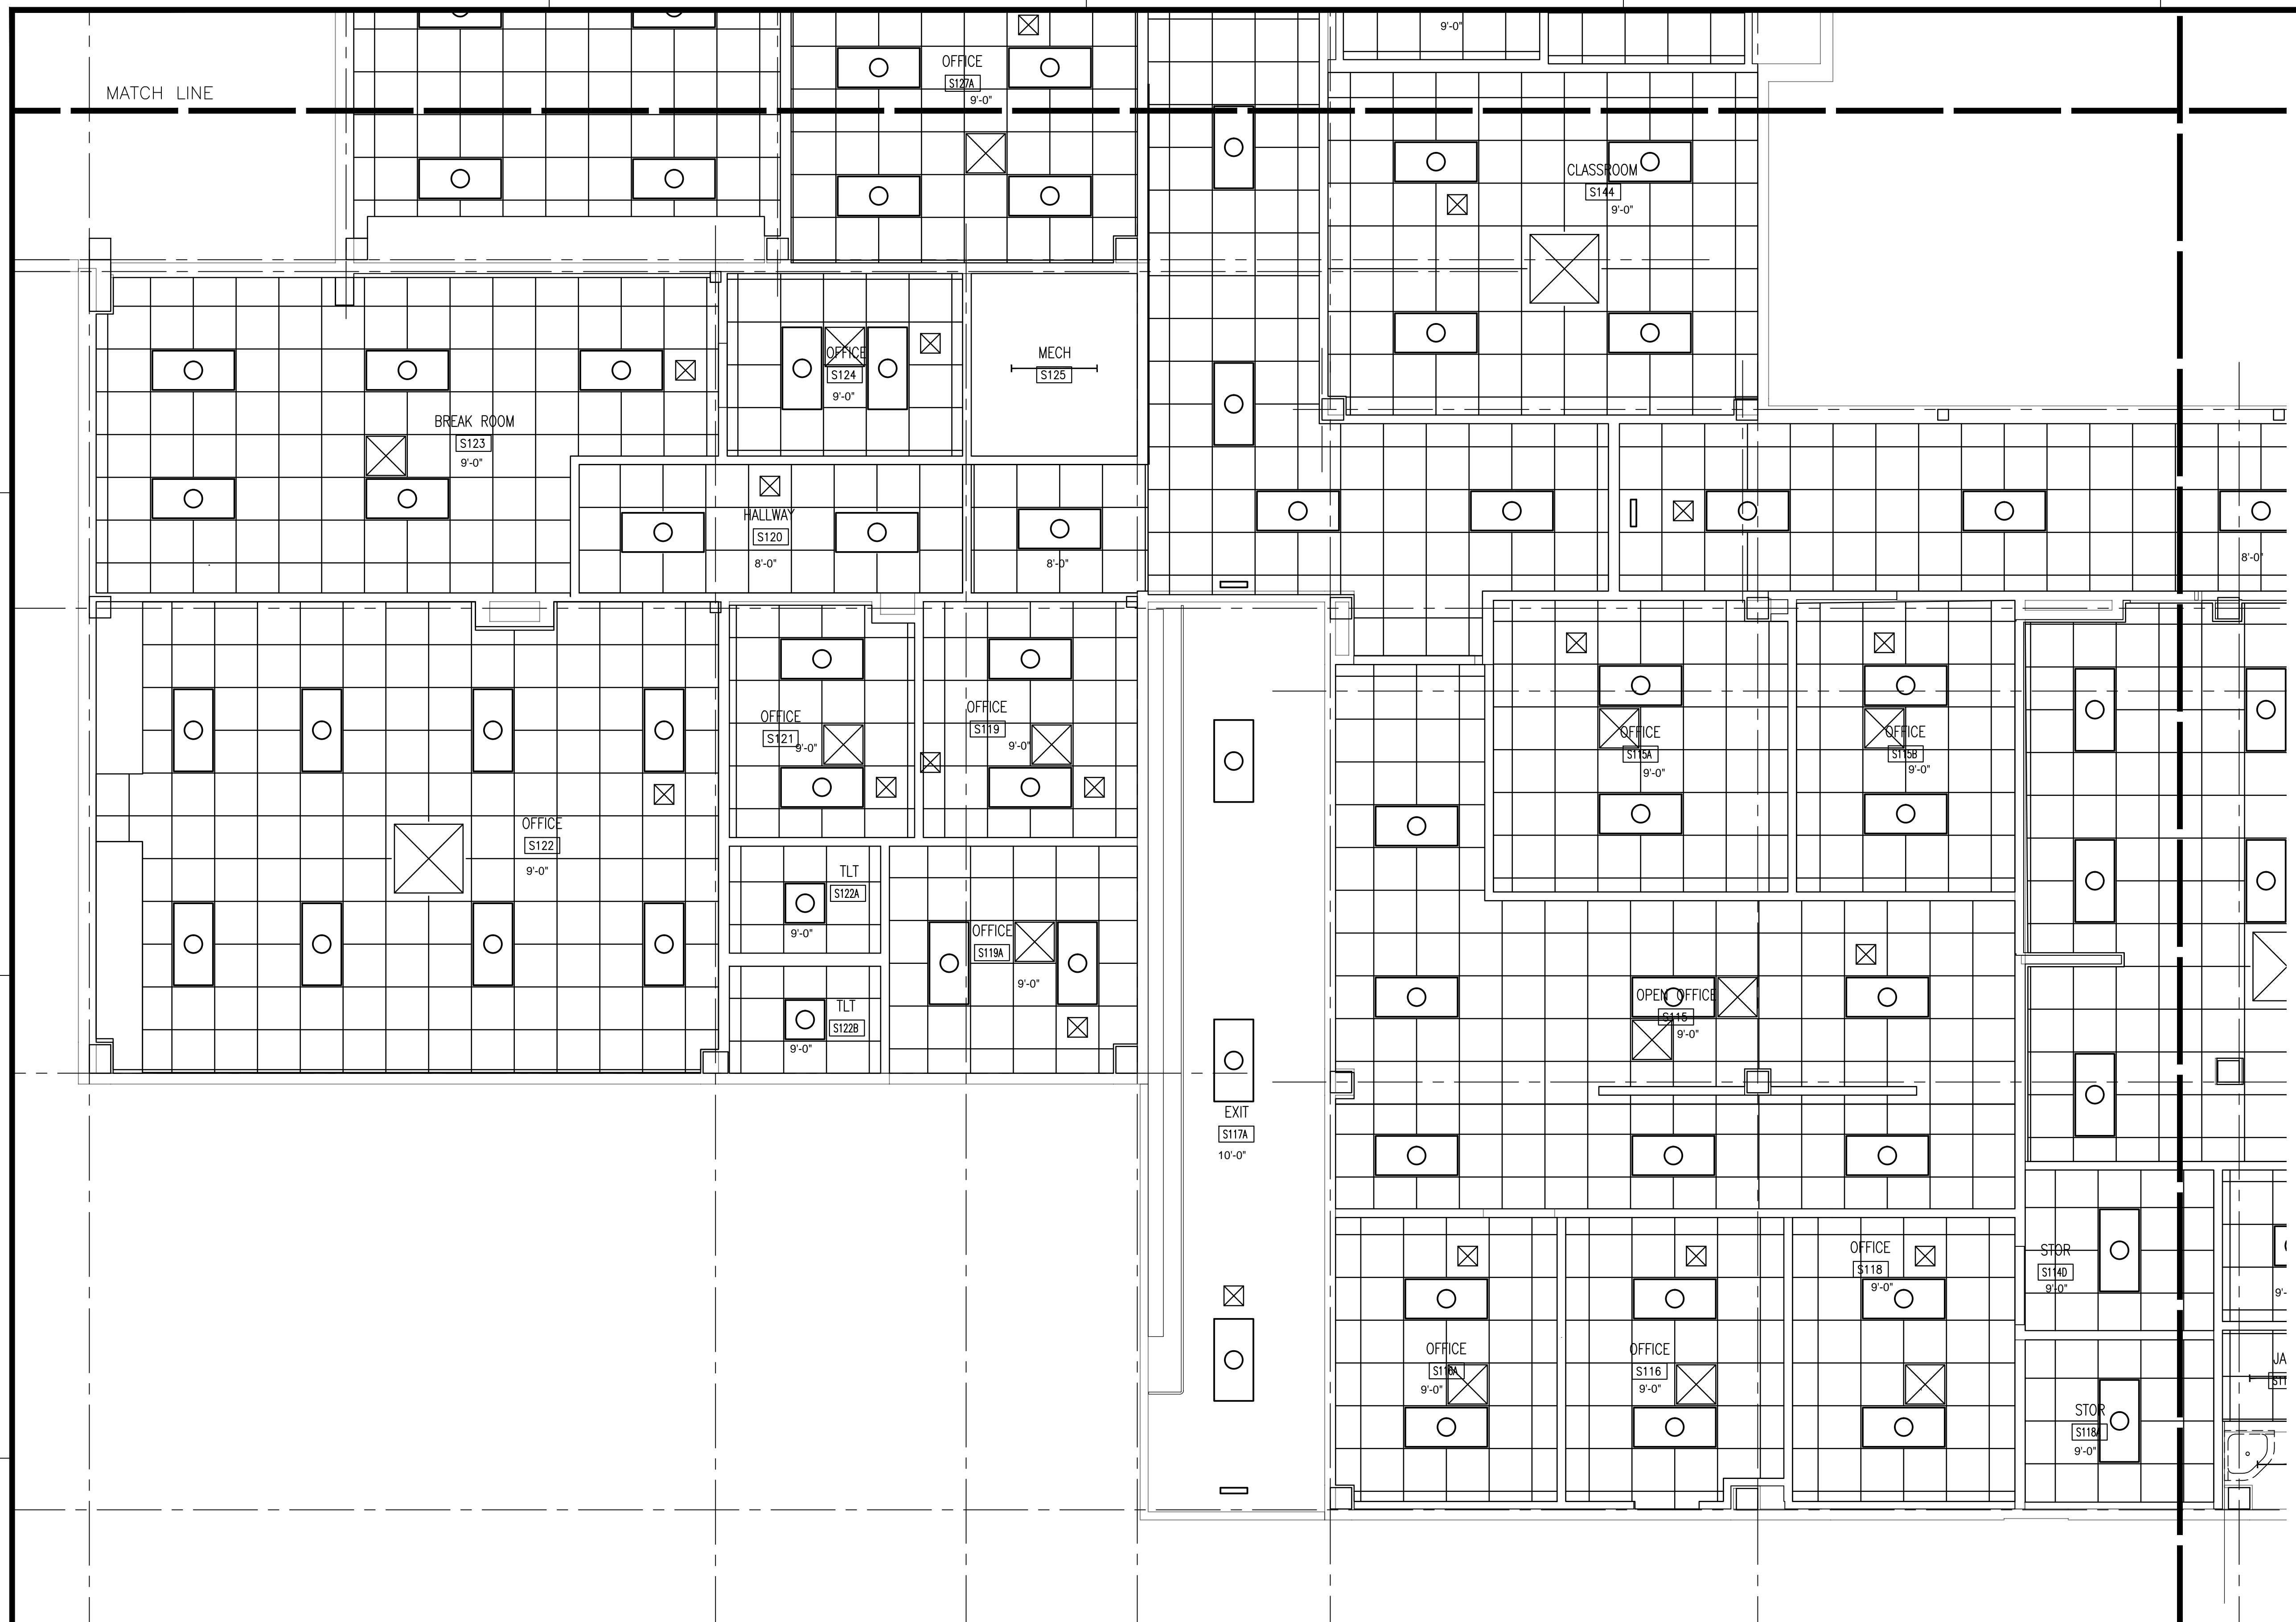 9'-0"
OFFICE
S127A
9'-0"
MATCH LINE
CLASSROOM
S144
9'-0"
OFFICE
S124
9'-0"
MECH
S125
BREAK ROOM
S123
9'-0"
HALLWAY
S120
8'-0"
8'-0"
8'-0"
OFFICE
S121
9'-0"
OFFICE
S119
9'-0"
OFFICE
S115A
9'-0"
OFFICE
S115B
9'-0"
OFFICE
S122
9'-0"
TLT
S122A
9'-0"
OFFICE
S119A
9'-0"
TLT
S122B
9'-0"
OPEN OFFICE
S115
9'-0"
EXIT
S117A
10'-0"
OFFICE
S118
9'-0"
STOR
S114D
9'-0"
OFFICE
S116A
9'-0"
OFFICE
S116
9'-0"
STOR
S118A
9'-0"